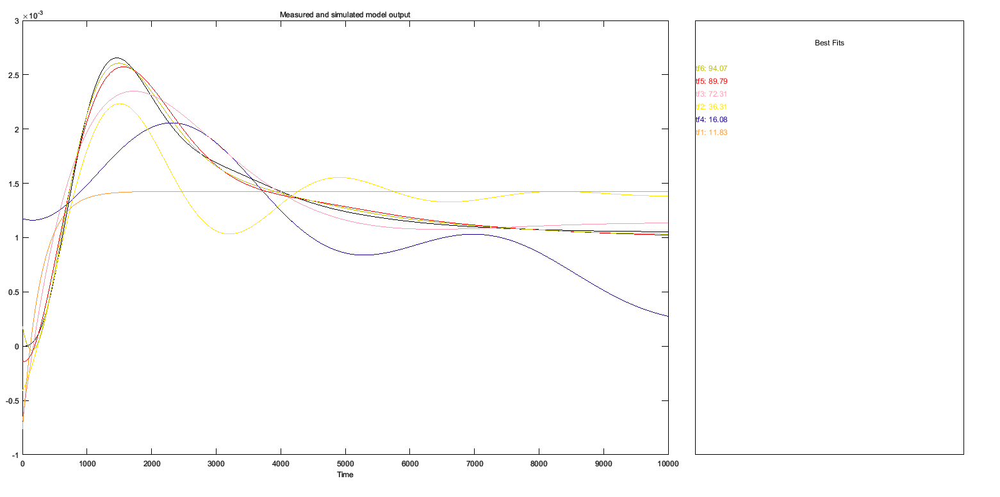 Measured and simulated model output
×10-3
3
2.5
2
1.5
1
0.5
0
-0.5
-1
0 1000 2000 3000 4000 5000 6000 7000 8000 9000 10000
Time
Best Fits
tf6: 94.07
tf5: 89.79
tf3: 72.31
tf2: 36.31
tf4: 16.08
tf1: 11.83